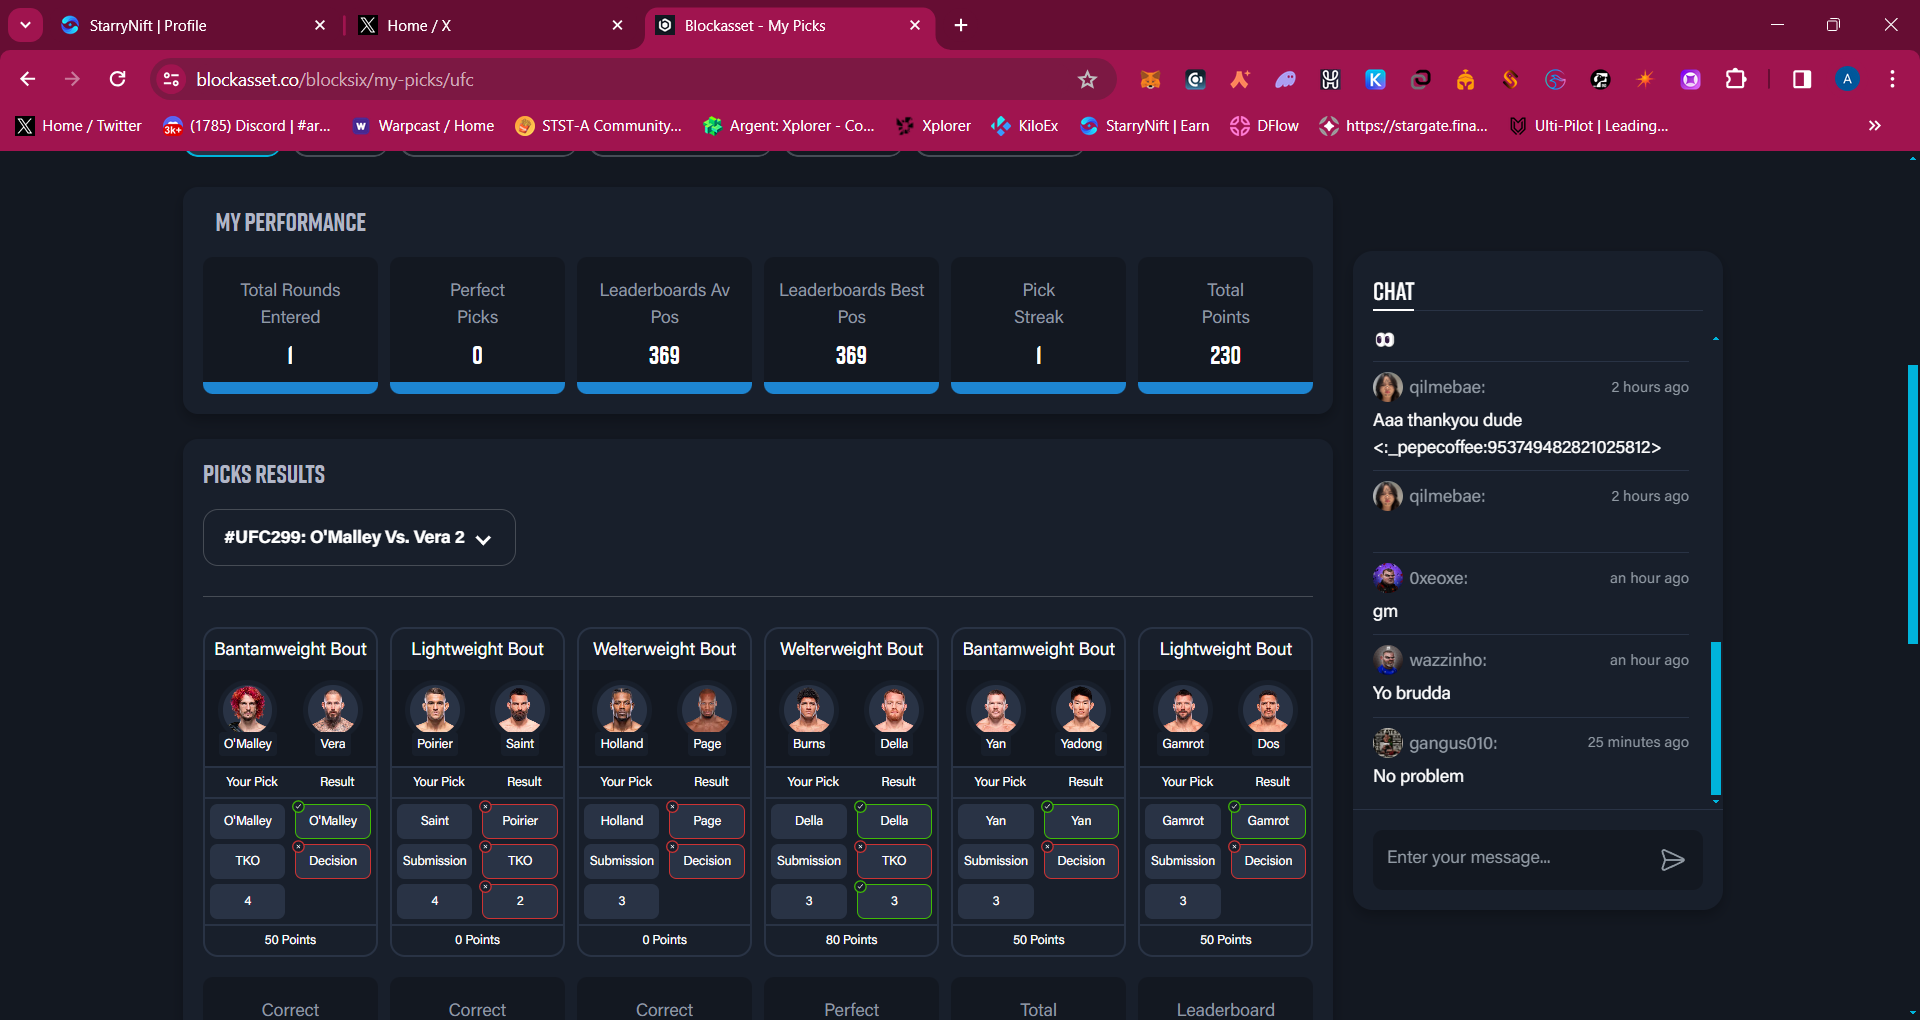 StarryNift | Profile
Home / X
Blockasset - My Picks
blockasset.co/blocksix/my-picks/ufc
A
Home / Twitter
3k+
(1785) Discord | #ar...
Warpcast / Home
STST-A Community...
Argent: Xplorer - Co...
Xplorer
KiloEx
StarryNift | Earn
DFlow
https://stargate.fina...
Ulti-Pilot | Leading...
MY PERFORMANCE
Total Rounds
Entered
1
Perfect
Picks
0
Leaderboards Av
Pos
369
Leaderboards Best
Pos
369
Pick
Streak
1
Total
Points
230
PICKS RESULTS
#UFC299: O'Malley Vs. Vera 2
Bantamweight Bout
O'Malley Vera
Your Pick Result
O'Malley O'Malley
TKO Decision
4
50 Points
Lightweight Bout
Poirier Saint
Your Pick Result
Saint Poirier
Submission TKO
4 2
0 Points
Welterweight Bout
Holland Page
Your Pick Result
Holland Page
Submission Decision
3
0 Points
Welterweight Bout
Burns Della
Your Pick Result
Della Della
Submission TKO
3 3
80 Points
Bantamweight Bout
Yan Yadong
Your Pick Result
Yan Yan
Submission Decision
3
50 Points
Lightweight Bout
Gamrot Dos
Your Pick Result
Gamrot Gamrot
Submission Decision
3
50 Points
Correct
Correct
Correct
Perfect
Total
Leaderboard
CHAT
👀
qilmebae: 2 hours ago
Aaa thankyou dude
<:_pepecoffee:953749482821025812>
qilmebae: 2 hours ago
0xeoxe: an hour ago
gm
wazzinho: an hour ago
Yo brudda
gangus010: 25 minutes ago
No problem
Enter your message...